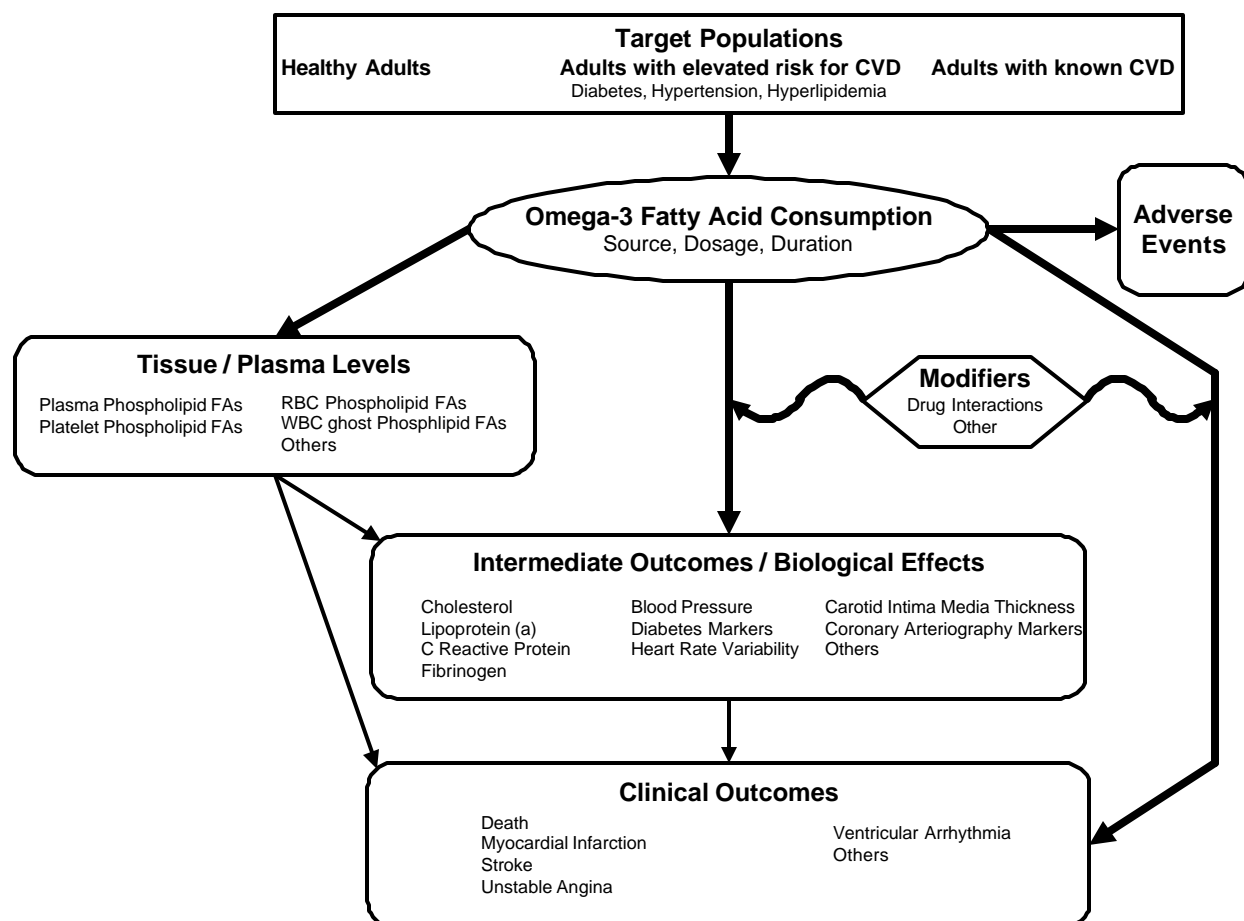 Target Populations
Healthy Adults
Adults with elevated risk for CVD
Adults with known CVD
Diabetes, Hypertension, Hyperlipidemia
Omega-3 Fatty Acid Consumption
Source, Dosage, Duration
Adverse
Events
Tissue / Plasma Levels
Plasma Phospholipid FAs
Platelet Phospholipid FAs
RBC Phospholipid FAs
WBC ghost Phosphlipid FAs
Others
Modifiers
Drug Interactions
Other
Intermediate Outcomes / Biological Effects
Cholesterol
Lipoprotein (a)
C Reactive Protein
Fibrinogen
Blood Pressure
Diabetes Markers
Heart Rate Variability
Carotid Intima Media Thickness
Coronary Arteriography Markers
Others
Clinical Outcomes
Death
Myocardial Infarction
Stroke
Unstable Angina
Ventricular Arrhythmia
Others